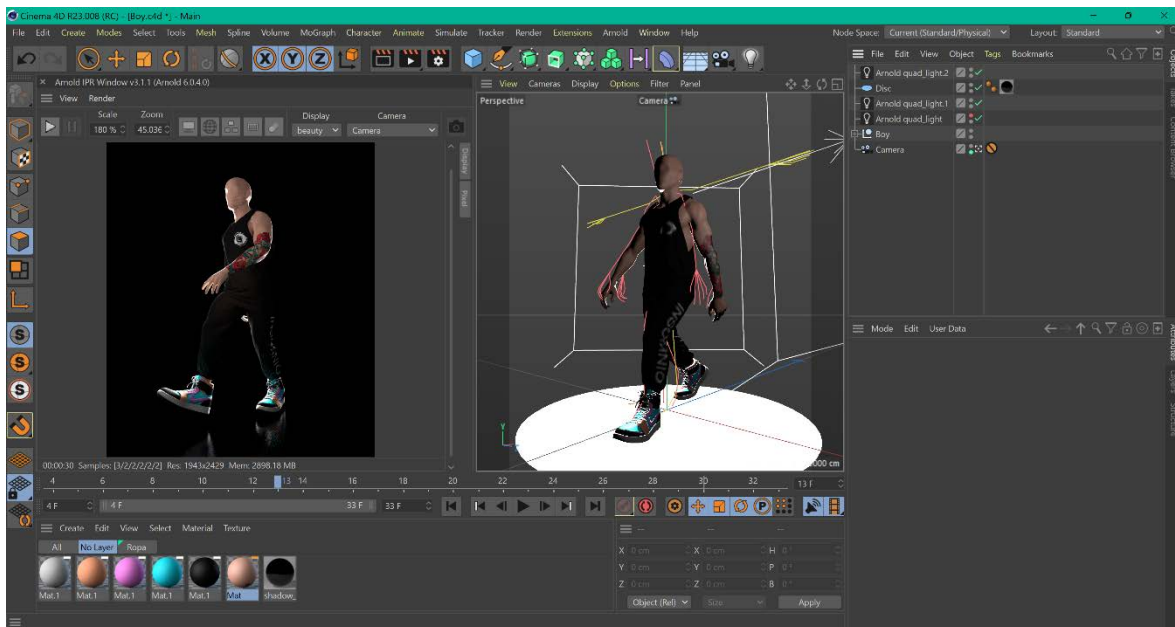 Cinema 4D R23.008 (RC) - [Boy.c4d *] - Main
File Edit Create Modes Select Tools Mesh Spline Volume MoGraph Character Animate Simulate Tracker Render Extensions Arnold Window Help
Node Space: Current (Standard/Physical) Layout: Standard
X Y Z
Arnold IPR Window v3.1.1 (Arnold 6.0.4.0)
View Render
Scale Zoom Display Camera
180 % 45.036 beauty Camera
Display
Pixel
00:00:30 Samples: [3/2/2/2/2/2] Res: 1943x2429 Mem: 2898.18 MB
View Cameras Display Options Filter Panel
Perspective
Camera
File Edit View Object Tags Bookmarks
Arnold quad_light.2
Disc
Arnold quad_light.1
Arnold quad_light
Boy
Camera
Mode Edit User Data
4 6 8 10 12 13 14 16 18 20 22 24 26 28 30 32 13 F
4 F 4 F 33 F 33 F
Create Edit View Select Material Texture
All No Layer Ropa
Mat.1 Mat.1 Mat.1 Mat.1 Mat.1 Mat shadow_
X 0 cm X 0 cm H 0 °
Y 0 cm Y 0 cm P 0 °
Z 0 cm Z 0 cm B 0 °
Object (Rel) Size Apply